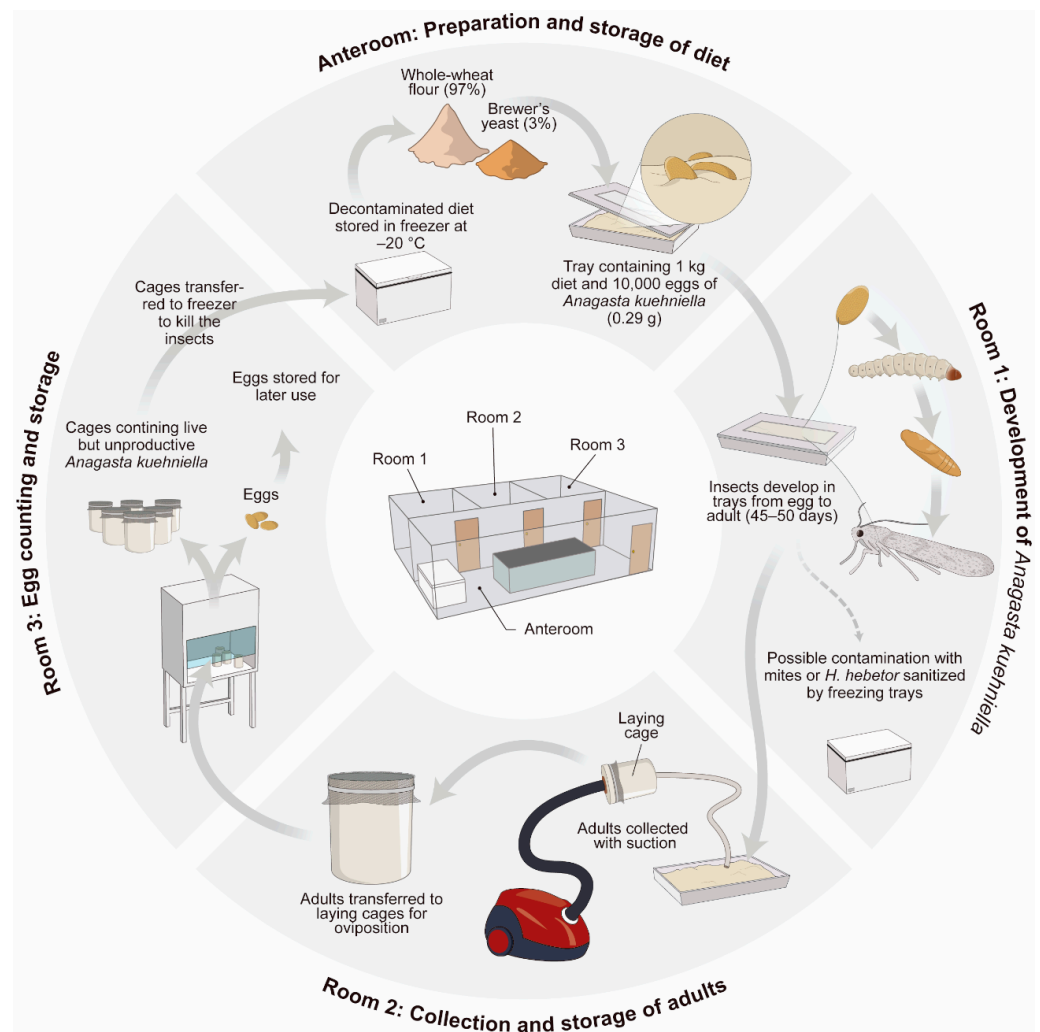 Anteroom: Preparation and storage of diet
Whole-wheat
flour (97%)
Brewer's
yeast (3%)
Decontaminated diet
stored in freezer at
–20 °C
Tray containing 1 kg
diet and 10,000 eggs of
Anagasta kuehniella
(0.29 g)
Room 1: Development of Anagasta kuehniella
Insects develop in
trays from egg to
adult (45–50 days)
Possible contamination with
mites or H. hebetor sanitized
by freezing trays
Room 2: Collection and storage of adults
Laying
cage
Adults collected
with suction
Adults transferred to
laying cages for
oviposition
Room 3: Egg counting and storage
Cages transfer-
red to freezer
to kill the
insects
Eggs stored for
later use
Cages contining live
but unproductive
Anagasta kuehniella
Eggs
Room 1
Room 2
Room 3
Anteroom